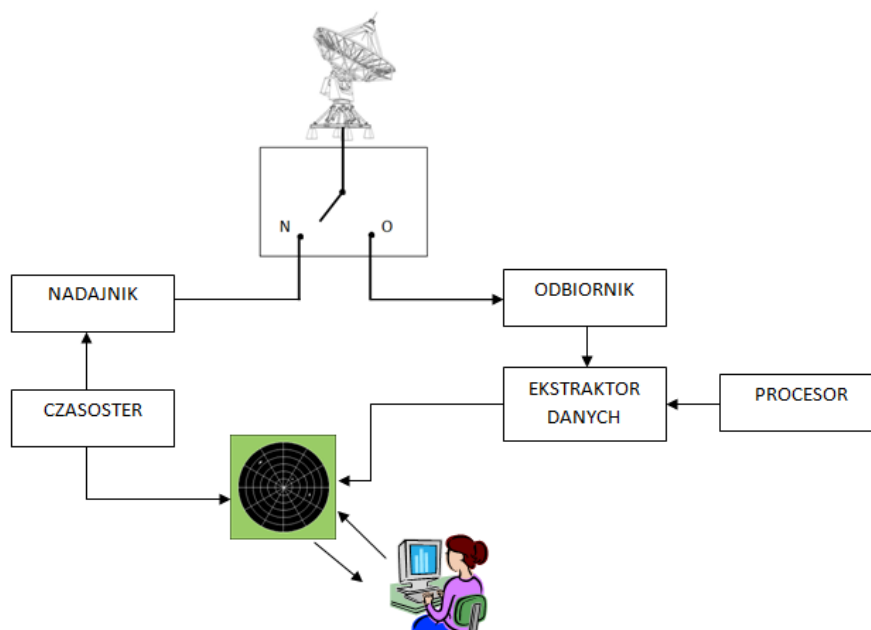 N
O
NADAJNIK
ODBIORNIK
CZASOSTER
EKSTRAKTOR
DANYCH
PROCESOR